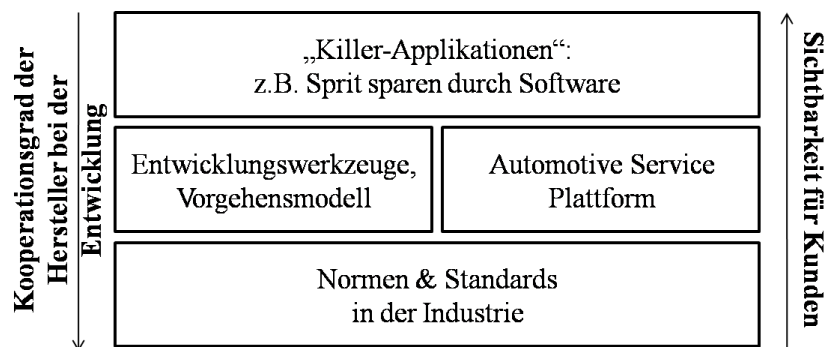 Kooperationsgrad der
Hersteller bei der
Entwicklung
„Killer-Applikationen“:
z.B. Sprit sparen durch Software
Entwicklungswerkzeuge,
Vorgehensmodell
Automotive Service
Plattform
Normen & Standards
in der Industrie
Sichtbarkeit für Kunden